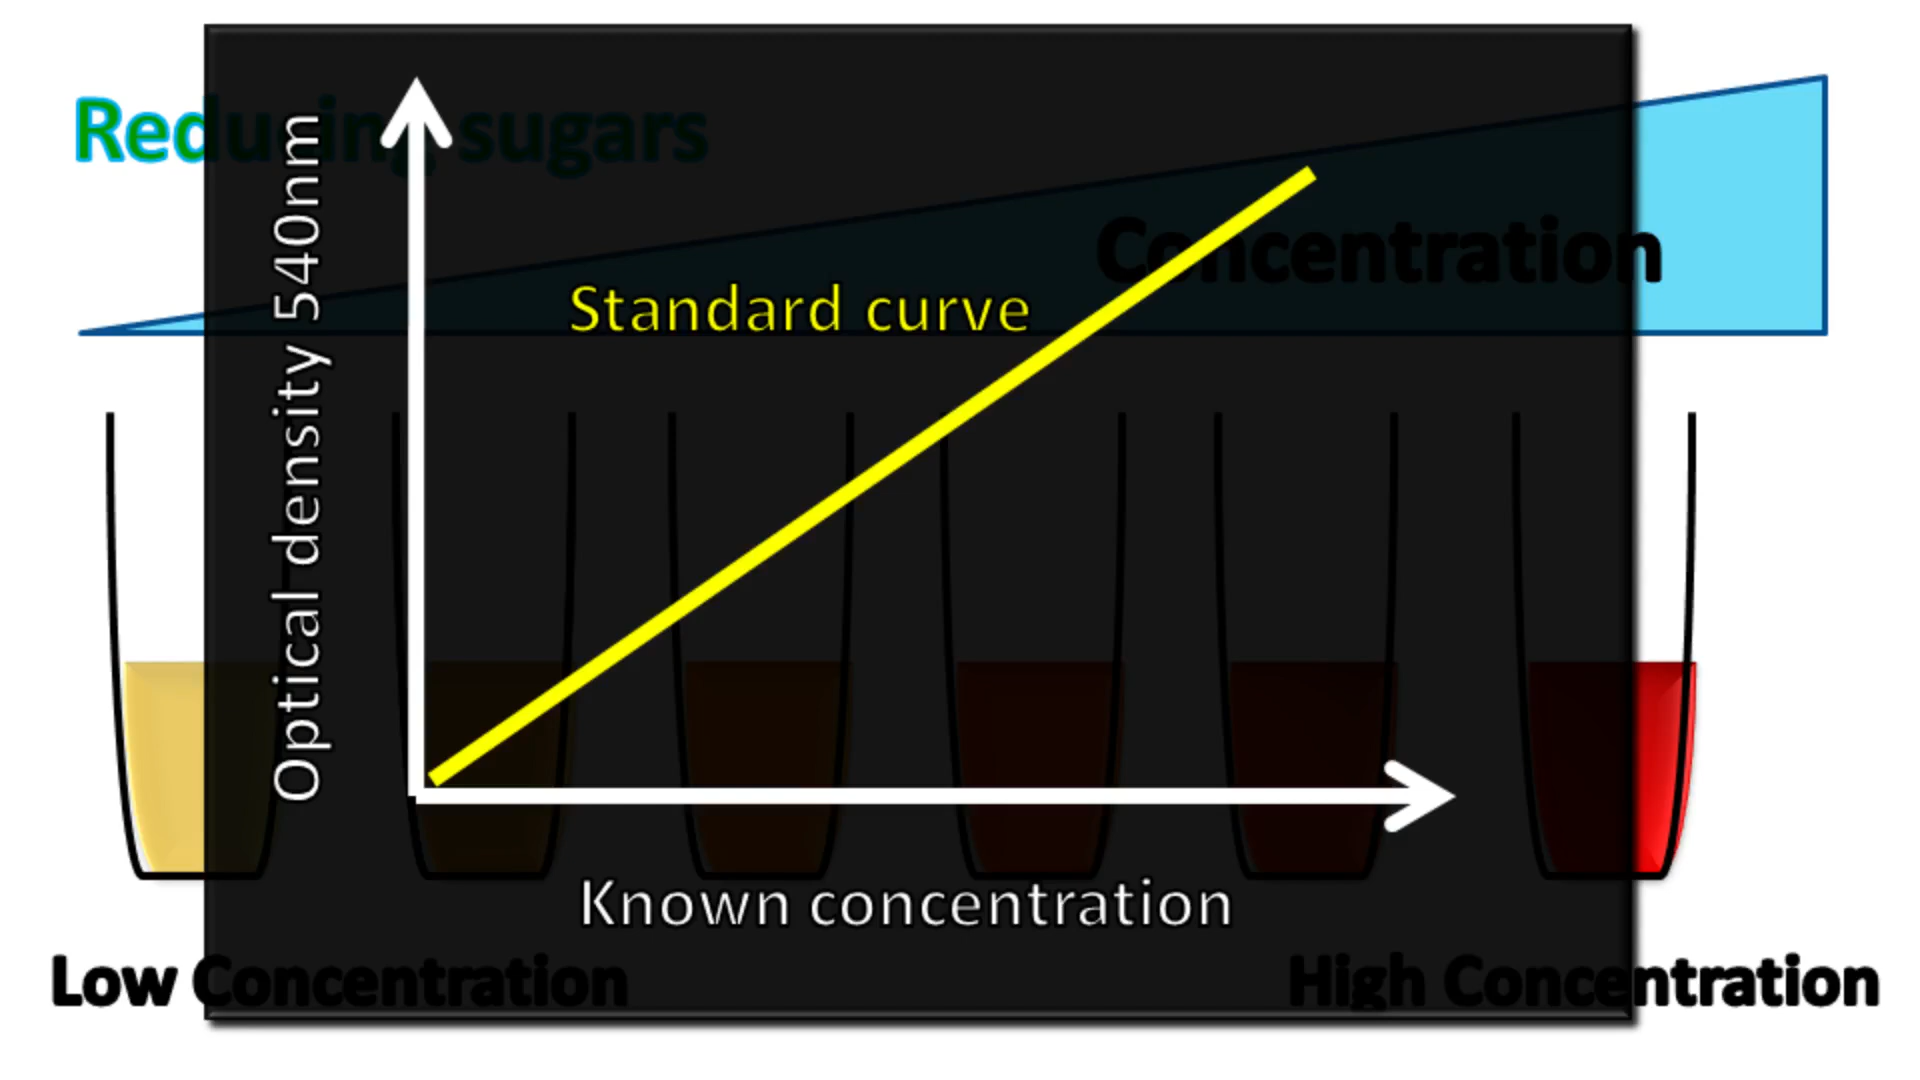 Reducing sugars
Concentration
Optical density 540nm
Standard curve
Known concentration
Low Concentration
High Concentration